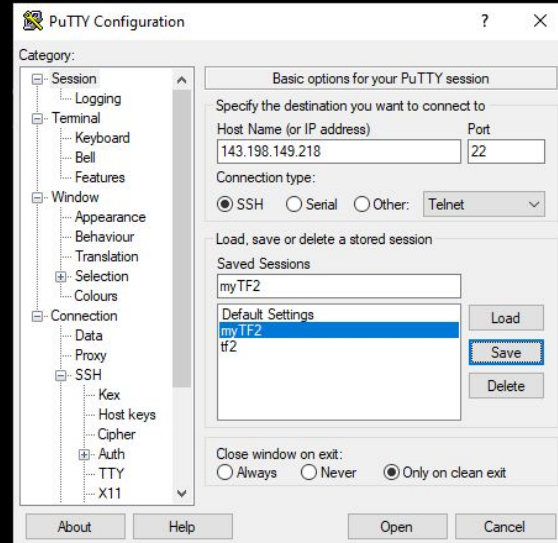 PuTTY Configuration ? ×
Category:
Session
Logging
Terminal
Keyboard
Bell
Features
Window
Appearance
Behaviour
Translation
Selection
Colours
Connection
Data
Proxy
SSH
Kex
Host keys
Cipher
Auth
TTY
X11
Basic options for your PuTTY session
Specify the destination you want to connect to
Host Name (or IP address) Port
143.198.149.218 22
Connection type:
SSH Serial Other: Telnet
Load, save or delete a stored session
Saved Sessions
myTF2
Default Settings
myTF2
tf2
Load
Save
Delete
Close window on exit:
Always Never Only on clean exit
About Help Open Cancel